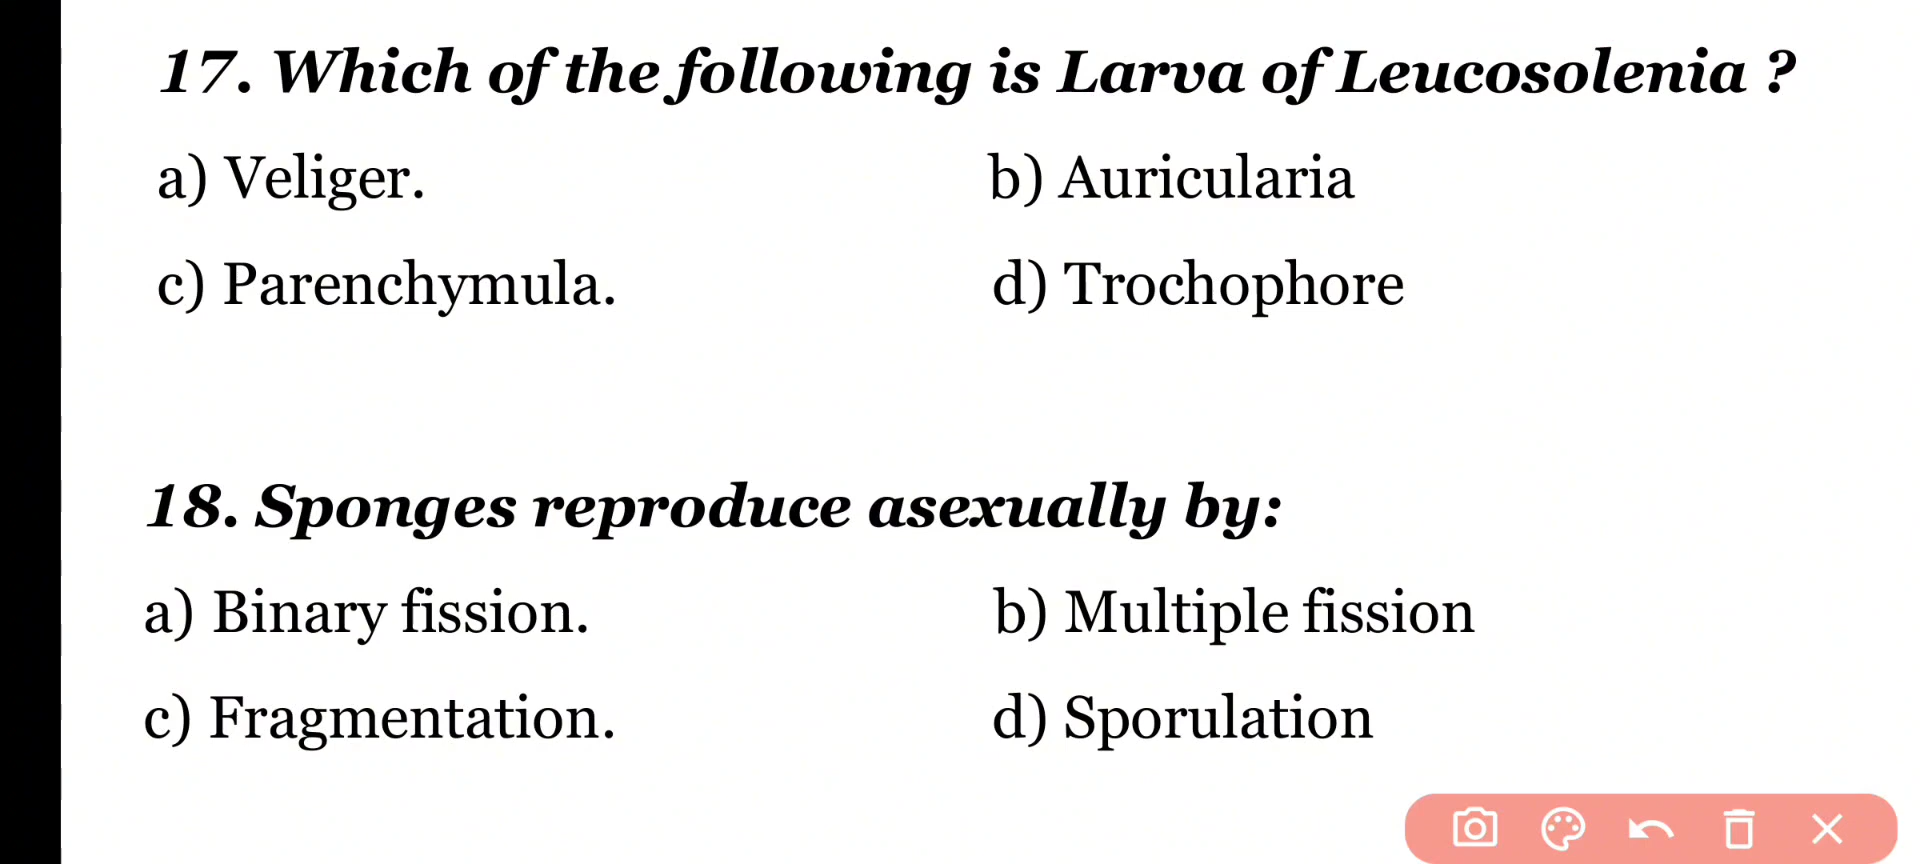 17. Which of the following is Larva of Leucosolenia ?
a) Veliger. b) Auricularia
c) Parenchymula. d) Trochophore
18. Sponges reproduce asexually by:
a) Binary fission. b) Multiple fission
c) Fragmentation. d) Sporulation